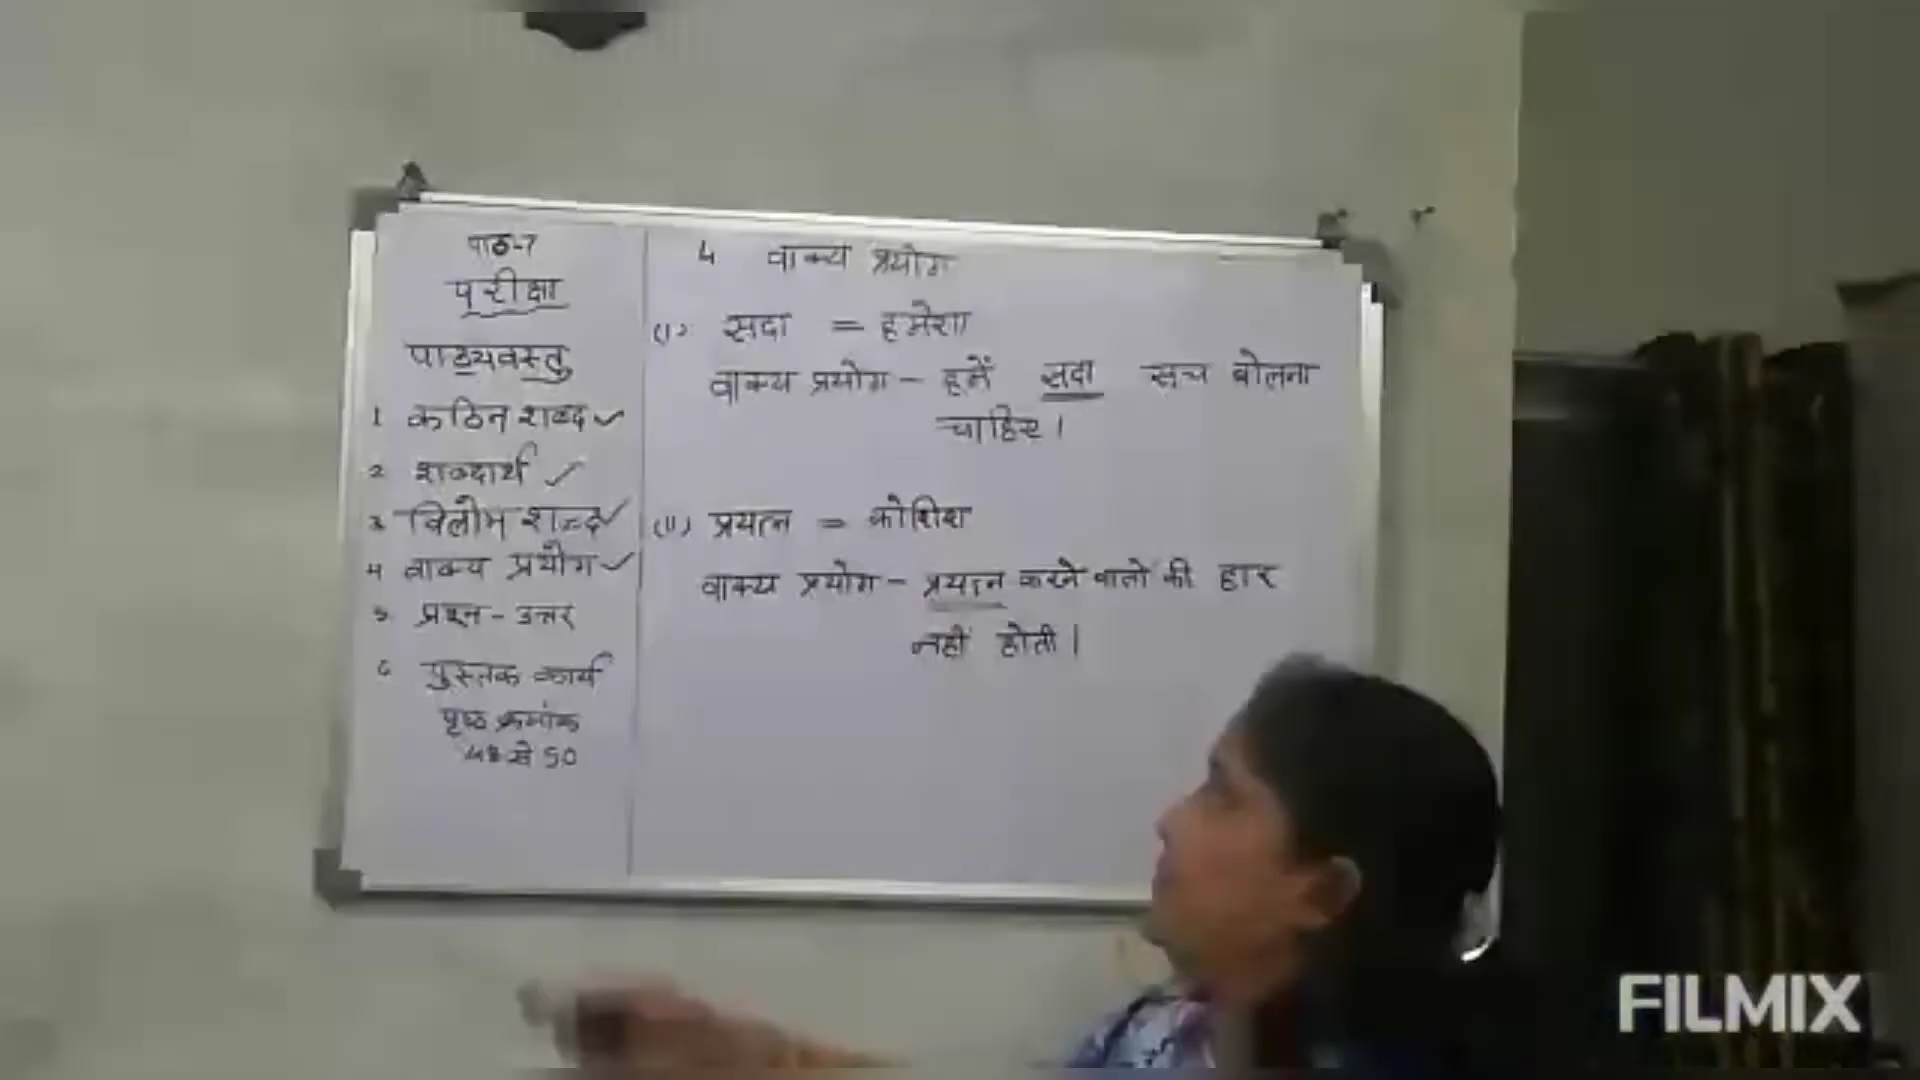 पाठ-7
परीक्षा
पाठ्यवस्तु
1 कठिन शब्द ✓
2 शब्दार्थ ✓
3 विलोम शब्द ✓
4 वाक्य प्रयोग ✓
5 प्रश्न - उत्तर
6 पुस्तक कार्य
पृष्ठ क्रमांक
48 से 50
4 वाक्य प्रयोग
(I) सदा = हमेशा
वाक्य प्रयोग - हमें सदा सच बोलना
चाहिए।
(II) प्रयत्न = कोशिश
वाक्य प्रयोग - प्रयत्न करने वालों की हार
नहीं होती।
FILMIX